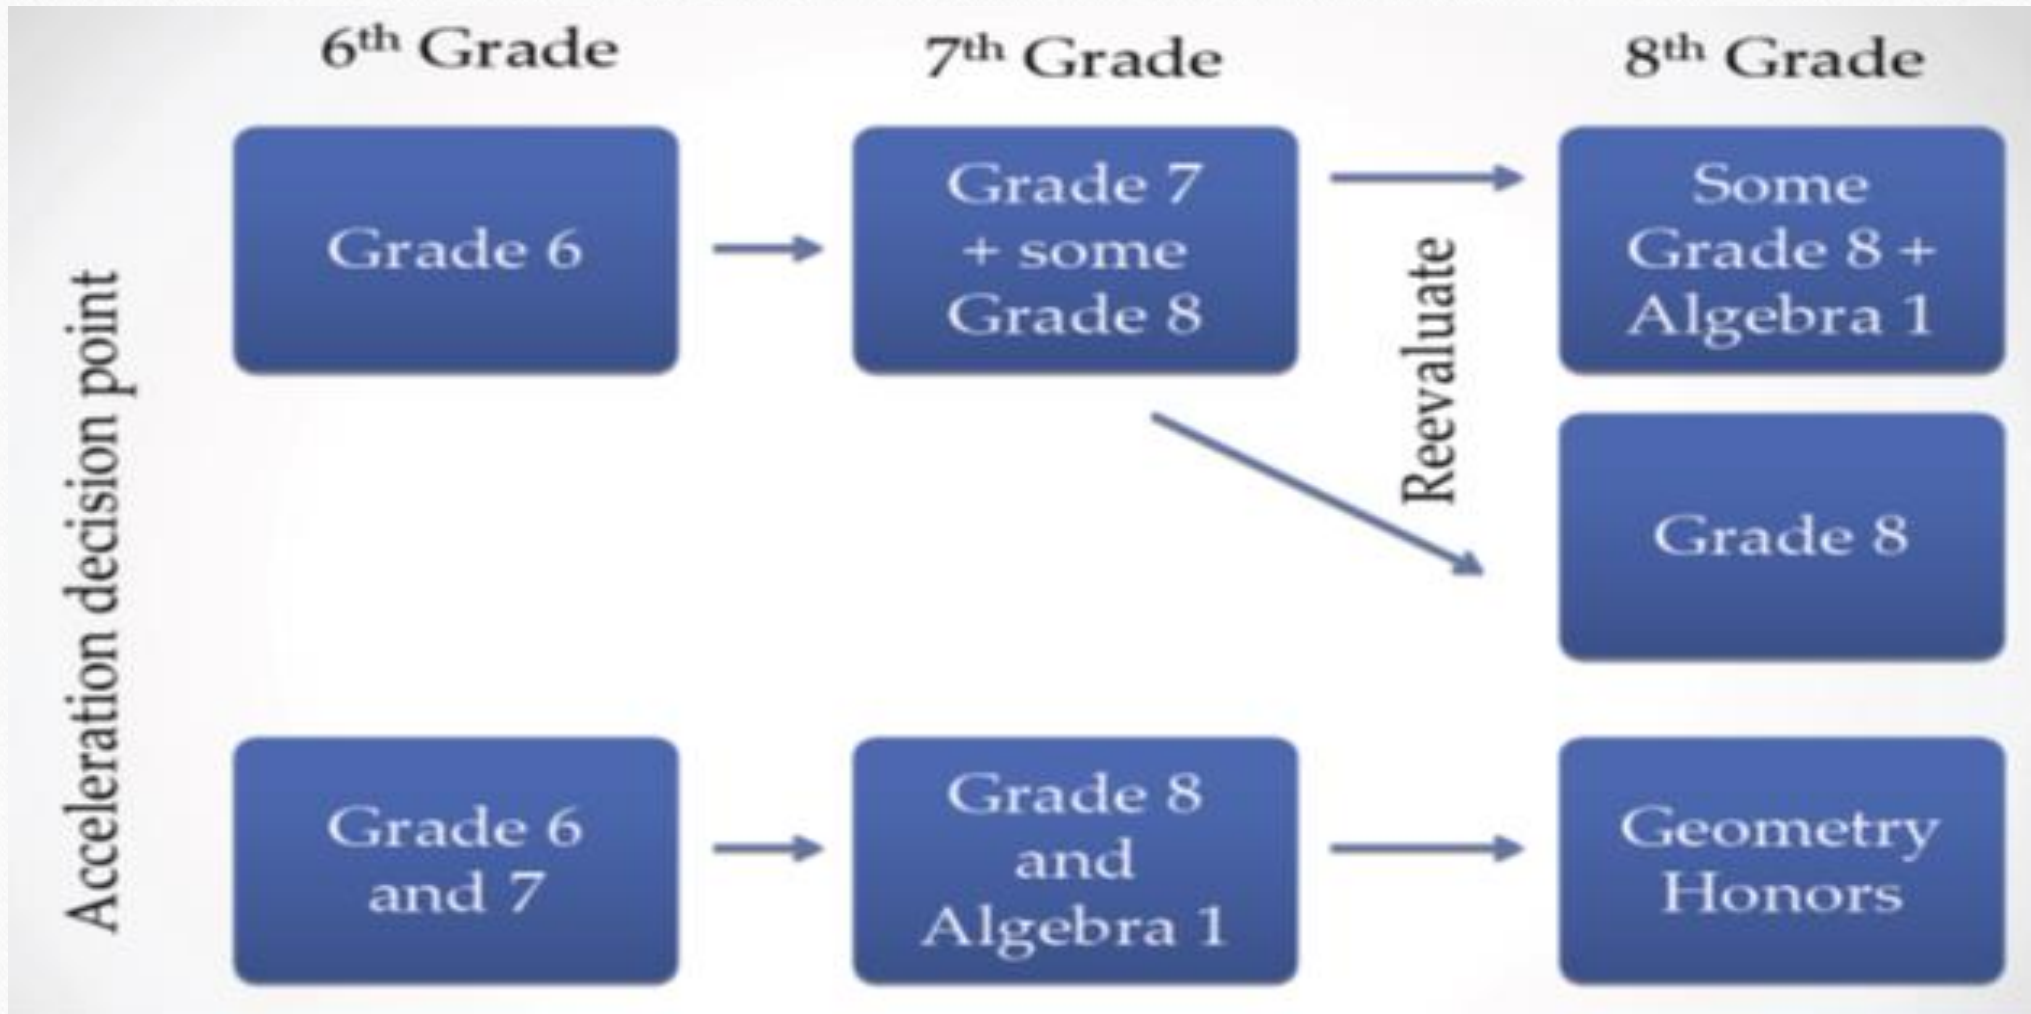 6th Grade
7th Grade
8th Grade
Acceleration decision point
Grade 6
Grade 7
+ some
Grade 8
Reevaluate
Some
Grade 8 +
Algebra 1
Grade 8
Grade 6
and 7
Grade 8
and
Algebra 1
Geometry
Honors